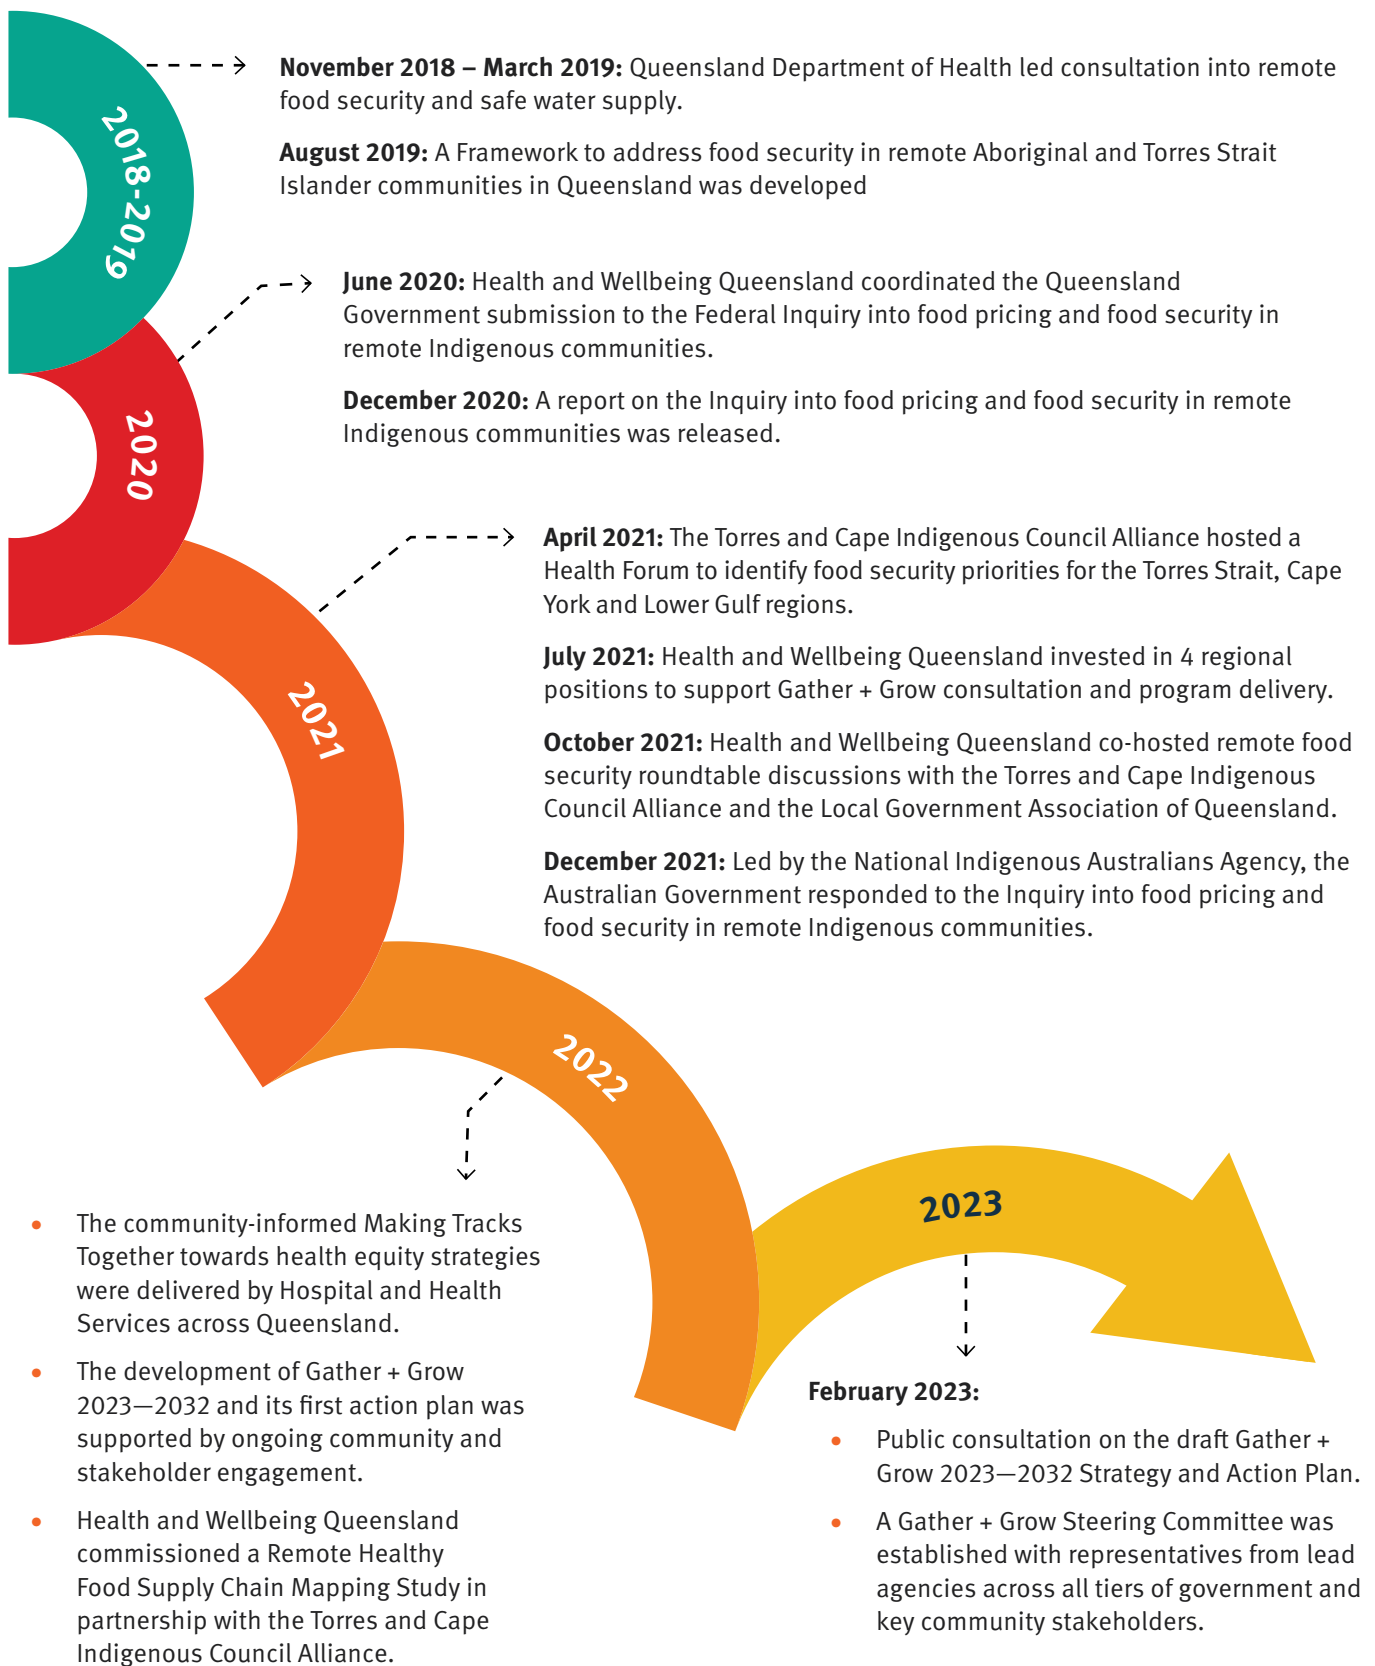 2018-2019
November 2018 – March 2019: Queensland Department of Health led consultation into remote
food security and safe water supply.
August 2019: A Framework to address food security in remote Aboriginal and Torres Strait
Islander communities in Queensland was developed
2020
June 2020: Health and Wellbeing Queensland coordinated the Queensland
Government submission to the Federal Inquiry into food pricing and food security in
remote Indigenous communities.
December 2020: A report on the Inquiry into food pricing and food security in remote
Indigenous communities was released.
2021
April 2021: The Torres and Cape Indigenous Council Alliance hosted a
Health Forum to identify food security priorities for the Torres Strait, Cape
York and Lower Gulf regions.
July 2021: Health and Wellbeing Queensland invested in 4 regional
positions to support Gather + Grow consultation and program delivery.
October 2021: Health and Wellbeing Queensland co-hosted remote food
security roundtable discussions with the Torres and Cape Indigenous
Council Alliance and the Local Government Association of Queensland.
December 2021: Led by the National Indigenous Australians Agency, the
Australian Government responded to the Inquiry into food pricing and
food security in remote Indigenous communities.
2022
• The community-informed Making Tracks
Together towards health equity strategies
were delivered by Hospital and Health
Services across Queensland.
• The development of Gather + Grow
2023—2032 and its first action plan was
supported by ongoing community and
stakeholder engagement.
• Health and Wellbeing Queensland
commissioned a Remote Healthy
Food Supply Chain Mapping Study in
partnership with the Torres and Cape
Indigenous Council Alliance.
2023
February 2023:
• Public consultation on the draft Gather +
Grow 2023—2032 Strategy and Action Plan.
• A Gather + Grow Steering Committee was
established with representatives from lead
agencies across all tiers of government and
key community stakeholders.